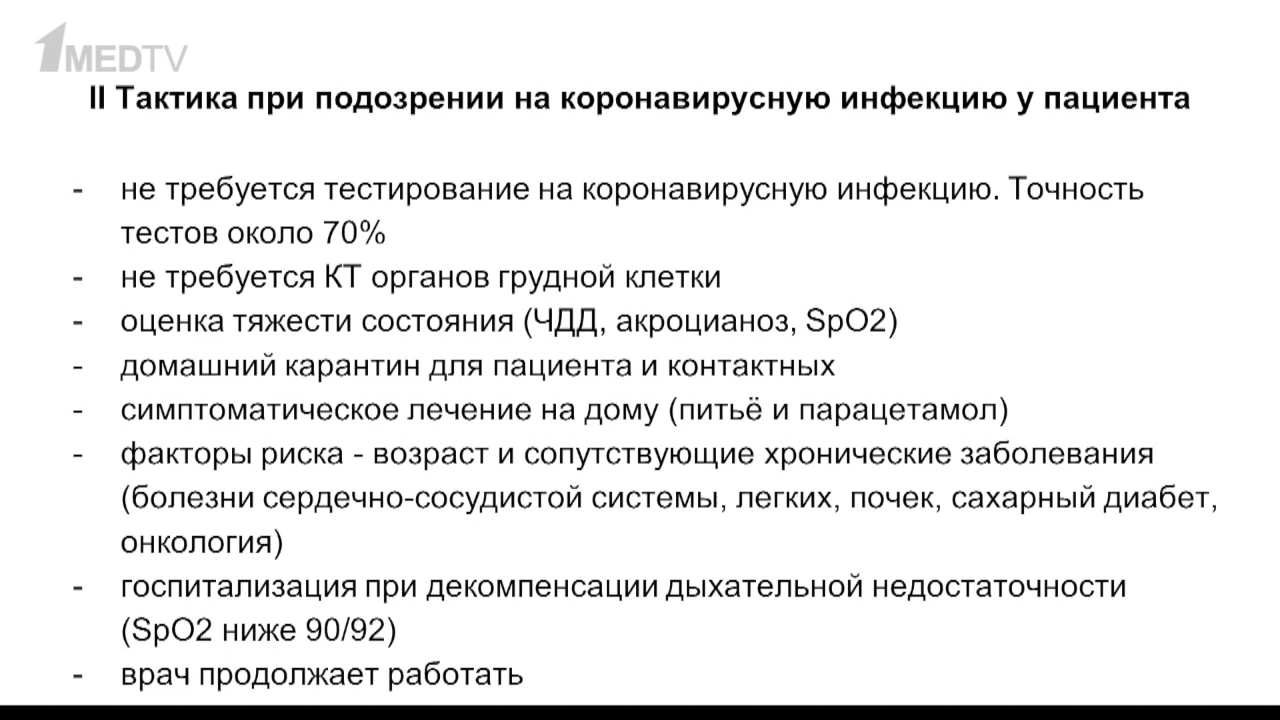 1MEDTV
II Тактика при подозрении на коронавирусную инфекцию у пациента
- не требуется тестирование на коронавирусную инфекцию. Точность
тестов около 70%
- не требуется КТ органов грудной клетки
- оценка тяжести состояния (ЧДД, акроцианоз, SpO2)
- домашний карантин для пациента и контактных
- симптоматическое лечение на дому (питьё и парацетамол)
- факторы риска - возраст и сопутствующие хронические заболевания
(болезни сердечно-сосудистой системы, легких, почек, сахарный диабет,
онкология)
- госпитализация при декомпенсации дыхательной недостаточности
(SpO2 ниже 90/92)
- врач продолжает работать